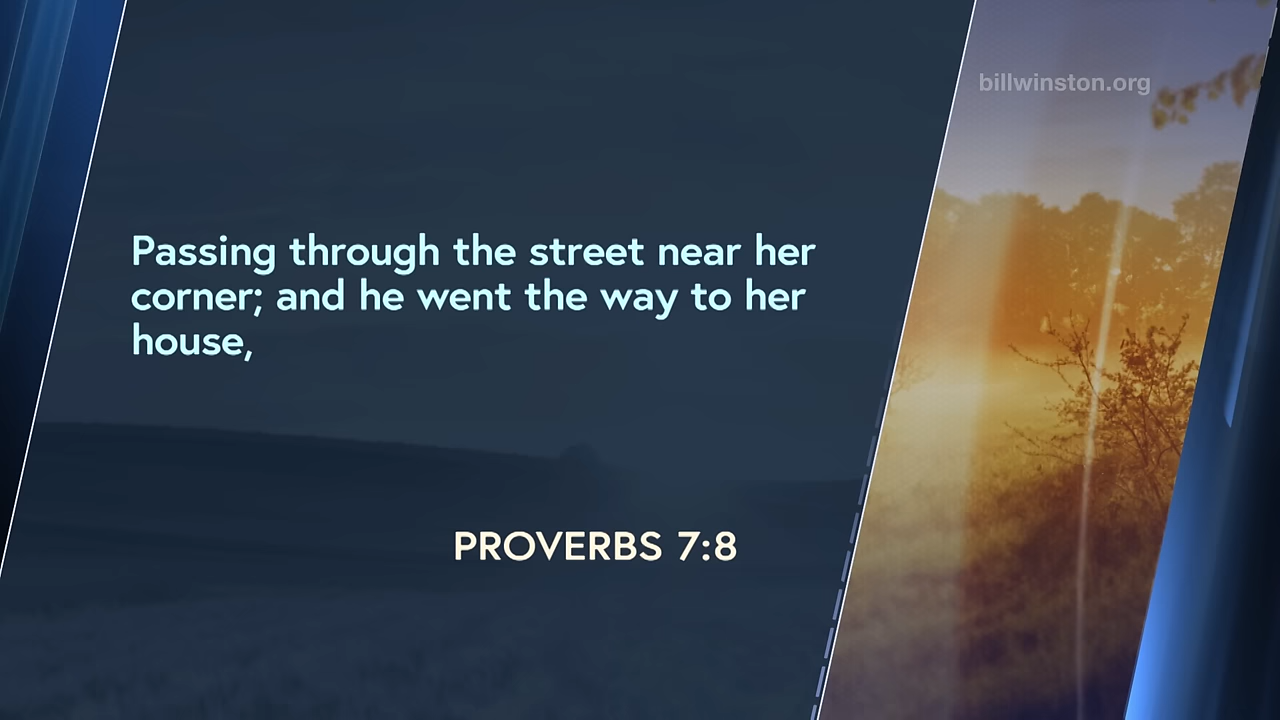 billwinston.org
Passing through the street near her
corner; and he went the way to her
house,
PROVERBS 7:8